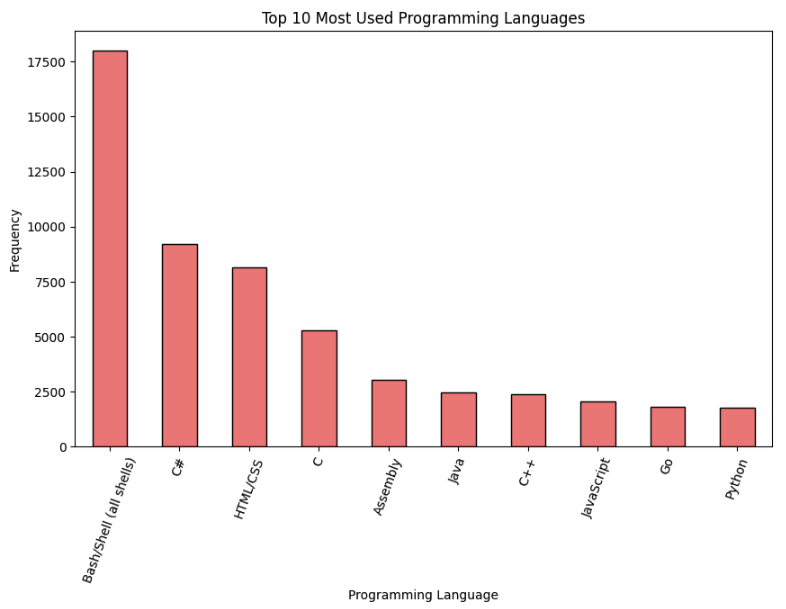 Top 10 Most Used Programming Languages
17500
15000
12500
10000
7500
5000
2500
0
Frequency
Bash/Shell (all shells)
C#
HTML/CSS
C
Assembly
Java
C++
JavaScript
Go
Python
Programming Language